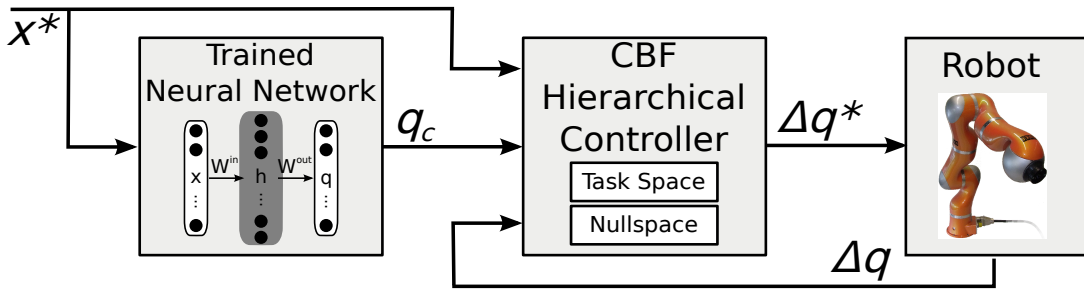 x*
Trained
Neural Network
x
...
W^in
h
...
W^out
q
...
q_c
CBF
Hierarchical
Controller
Task Space
Nullspace
Δq*
Robot
Δq